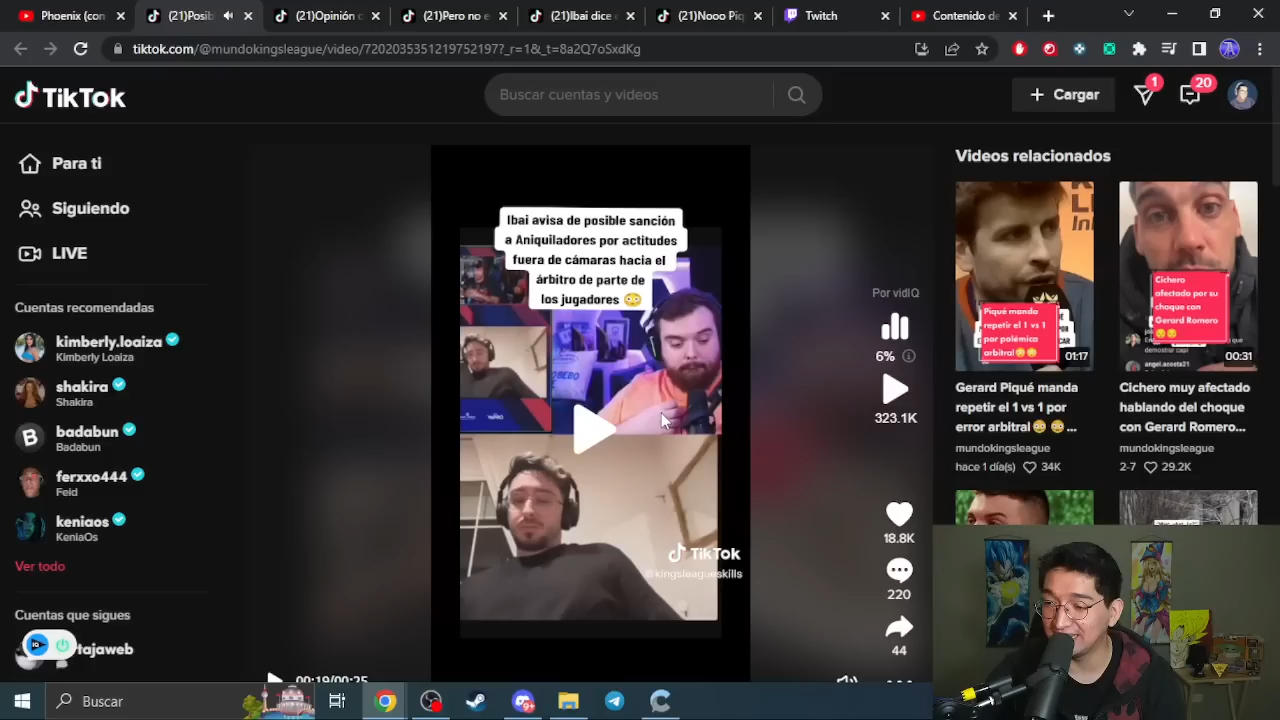 Phoenix (con
(21)Posibl
(21)Opinión c
(21)Pero no e
(21)Ibai dice e
(21)Nooo Piq
Twitch
Contenido de
tiktok.com/@mundokingsleague/video/7202035351219752197?_r=1&_t=8a2Q7oSxdKg
TikTok
Buscar cuentas y videos
Cargar
1
20
Para ti
Siguiendo
LIVE
Cuentas recomendadas
kimberly.loaiza
Kimberly Loaiza
shakira
Shakira
badabun
Badabun
ferxxo444
Feid
keniaos
KeniaOs
Ver todo
Cuentas que sigues
tajaweb
Ibai avisa de posible sanción
a Aniquiladores por actitudes
fuera de cámaras hacia el
árbitro de parte de
los jugadores 😳
TikTok
@kingsleagueskills
00:19/00:25
Por vidIQ
6%
323.1K
18.8K
220
44
Videos relacionados
Piqué manda
repetir el 1 vs 1
por polémica
arbitral😳😳
01:17
Gerard Piqué manda
repetir el 1 vs 1 por
error arbitral😳😳...
mundokingsleague
hace 1 día(s)
34K
Cichero
afectado por su
choque con
Gerard Romero
😳😳
angel.acosta21
00:31
Cichero muy afectado
hablando del choque
con Gerard Romero...
mundokingsleague
2-7
29.2K
Buscar
9+